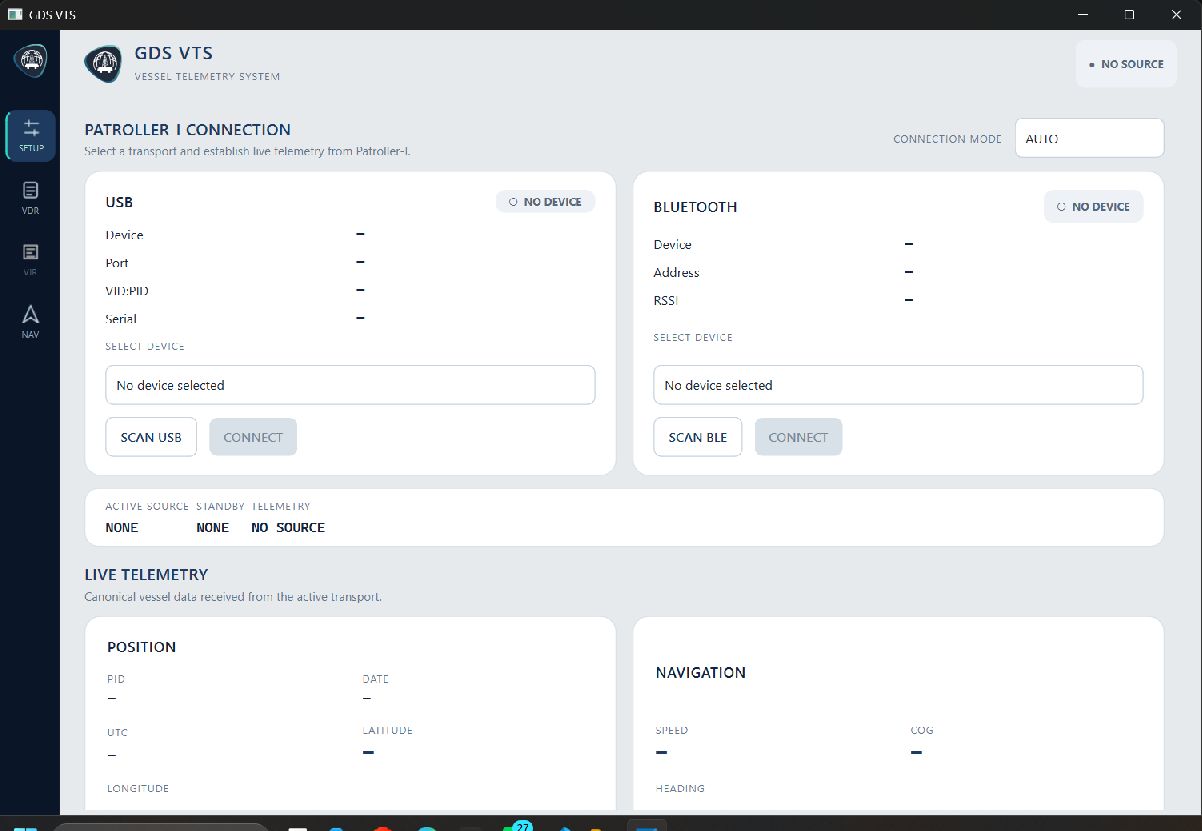 GDS VTS
GDS VTS
VESSEL TELEMETRY SYSTEM
NO SOURCE
SETUP
VDR
VIR
NAV
PATROLLER I CONNECTION
Select a transport and establish live telemetry from Patroller-I.
CONNECTION MODE
AUTO
USB
NO DEVICE
Device –
Port –
VID:PID –
Serial –
SELECT DEVICE
No device selected
SCAN USB CONNECT
BLUETOOTH
NO DEVICE
Device –
Address –
RSSI –
SELECT DEVICE
No device selected
SCAN BLE CONNECT
ACTIVE SOURCE STANDBY TELEMETRY
NONE NONE NO SOURCE
LIVE TELEMETRY
Canonical vessel data received from the active transport.
POSITION
PID DATE
– –
UTC LATITUDE
– –
LONGITUDE
NAVIGATION
SPEED COG
– –
HEADING
27